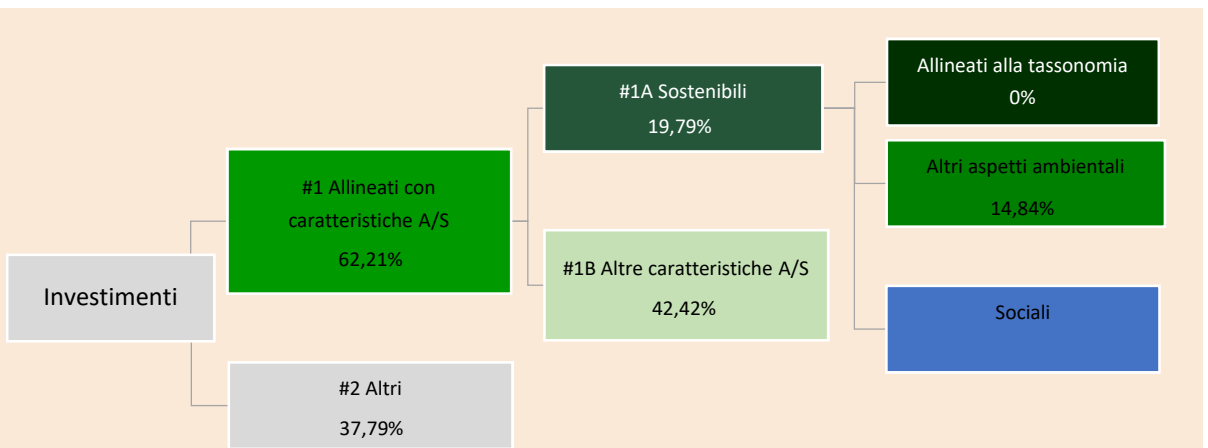 Investimenti
#1 Allineati con
caratteristiche A/S
62,21%
#2 Altri
37,79%
#1A Sostenibili
19,79%
#1B Altre caratteristiche A/S
42,42%
Allineati alla tassonomia
0%
Altri aspetti ambientali
14,84%
Sociali